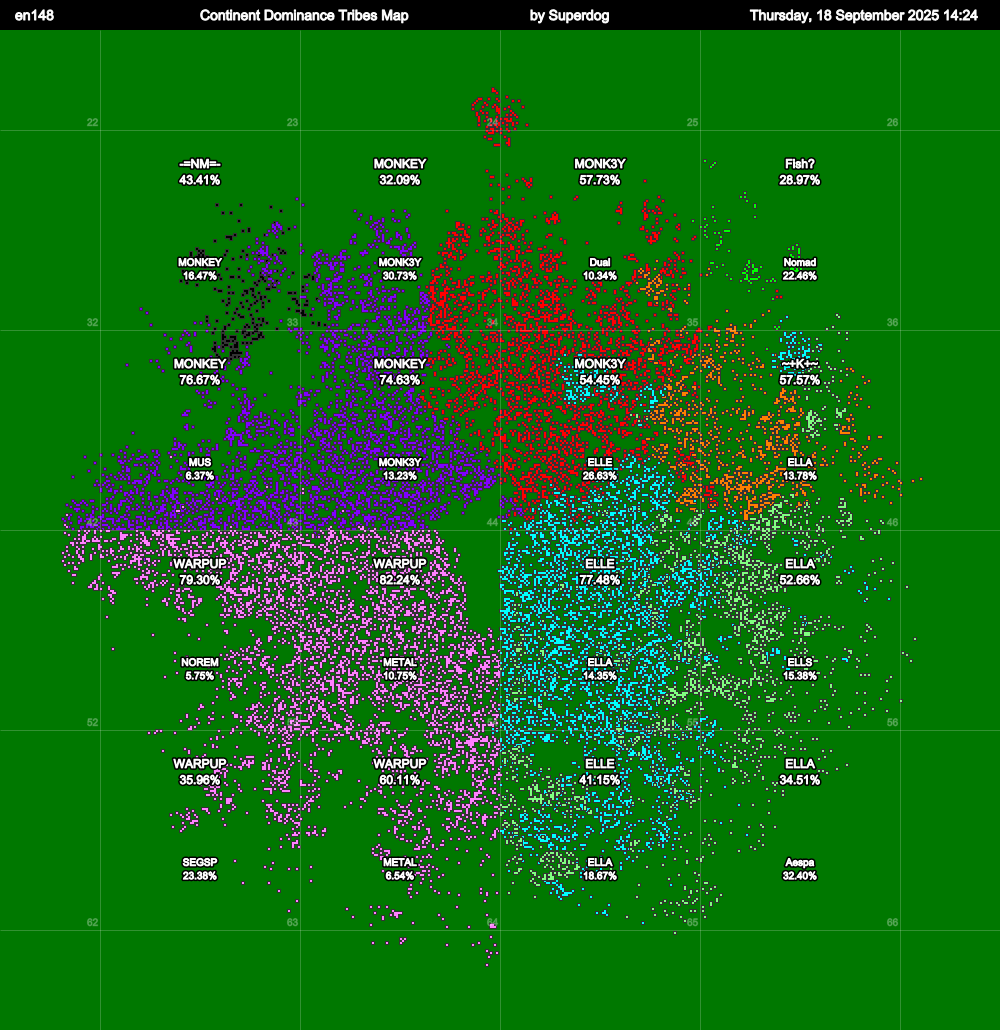 en148 Continent Dominance Tribes Map by Superdog Thursday, 18 September 2025 14:24
22 23 24 25 26
-=NM=- MONKEY MONK3Y Fish?
43.41% 32.09% 57.73% 28.97%
MONKEY MONK3Y Dual Nomad
16.47% 30.73% 10.34% 22.46%
32 33 34 35 36
MONKEY MONKEY MONK3Y ~+K+~
76.67% 74.63% 54.45% 57.57%
MUS MONK3Y ELLE ELLA
6.37% 13.23% 26.63% 13.76%
42 43 44 45 46
WARPUP WARPUP ELLE ELLA
79.30% 82.24% 77.48% 52.66%
NOREM METAL ELLA ELLS
5.75% 10.75% 14.35% 15.38%
52 55 56
WARPUP WARPUP ELLE ELLA
35.96% 60.11% 41.15% 34.51%
SEGSP METAL ELLA Aespa
23.38% 6.54% 18.67% 32.40%
62 63 64 65 66